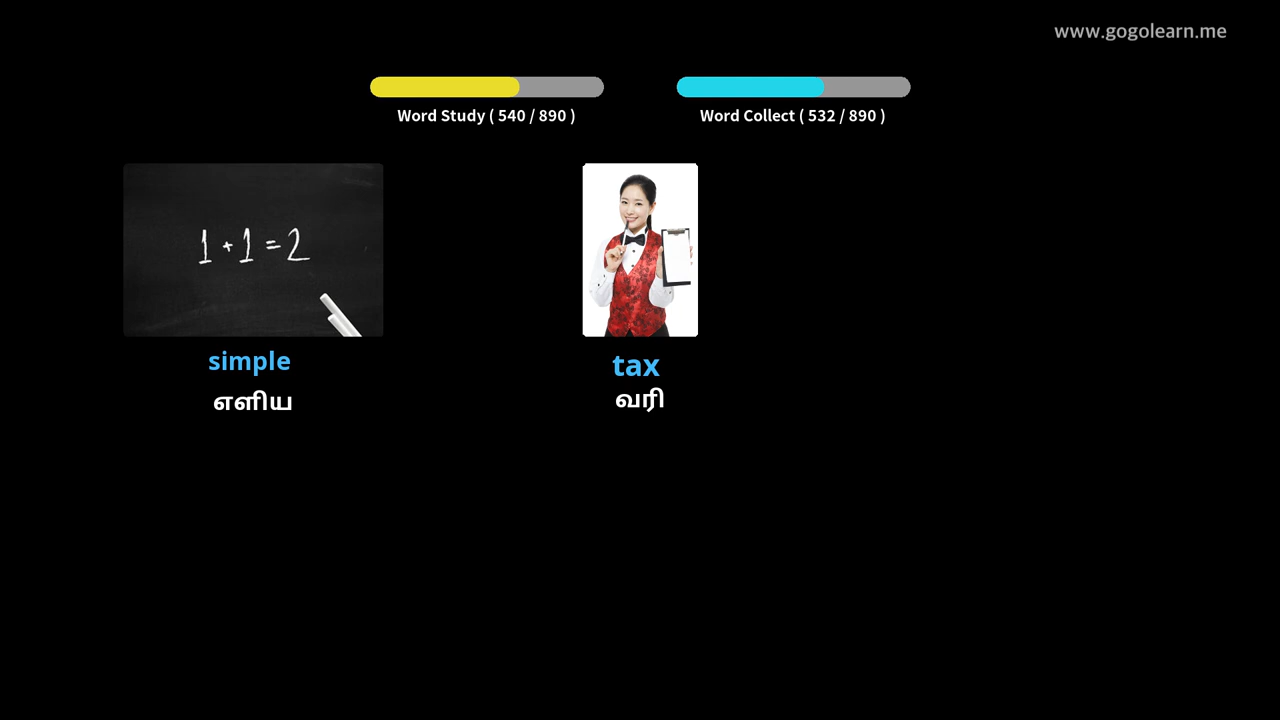 www.gogolearn.me
Word Study ( 540 / 890 )
Word Collect ( 532 / 890 )
1 + 1 = 2
simple
எளிய
tax
வரி